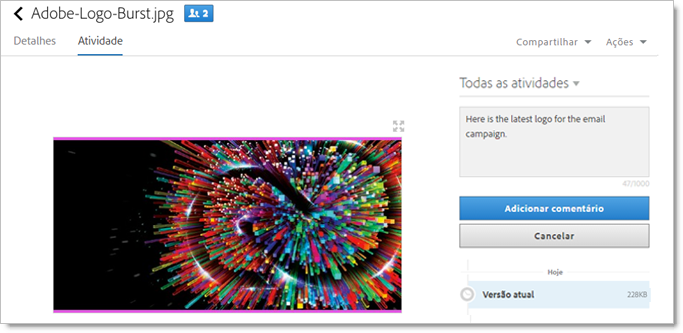 Adobe-Logo-Burst.jpg 2
Detalhes Atividade Compartilhar Ações
Todas as atividades
Here is the latest logo for the email
campaign.
47/1000
Adicionar comentário
Cancelar
Hoje
Versão atual 228KB